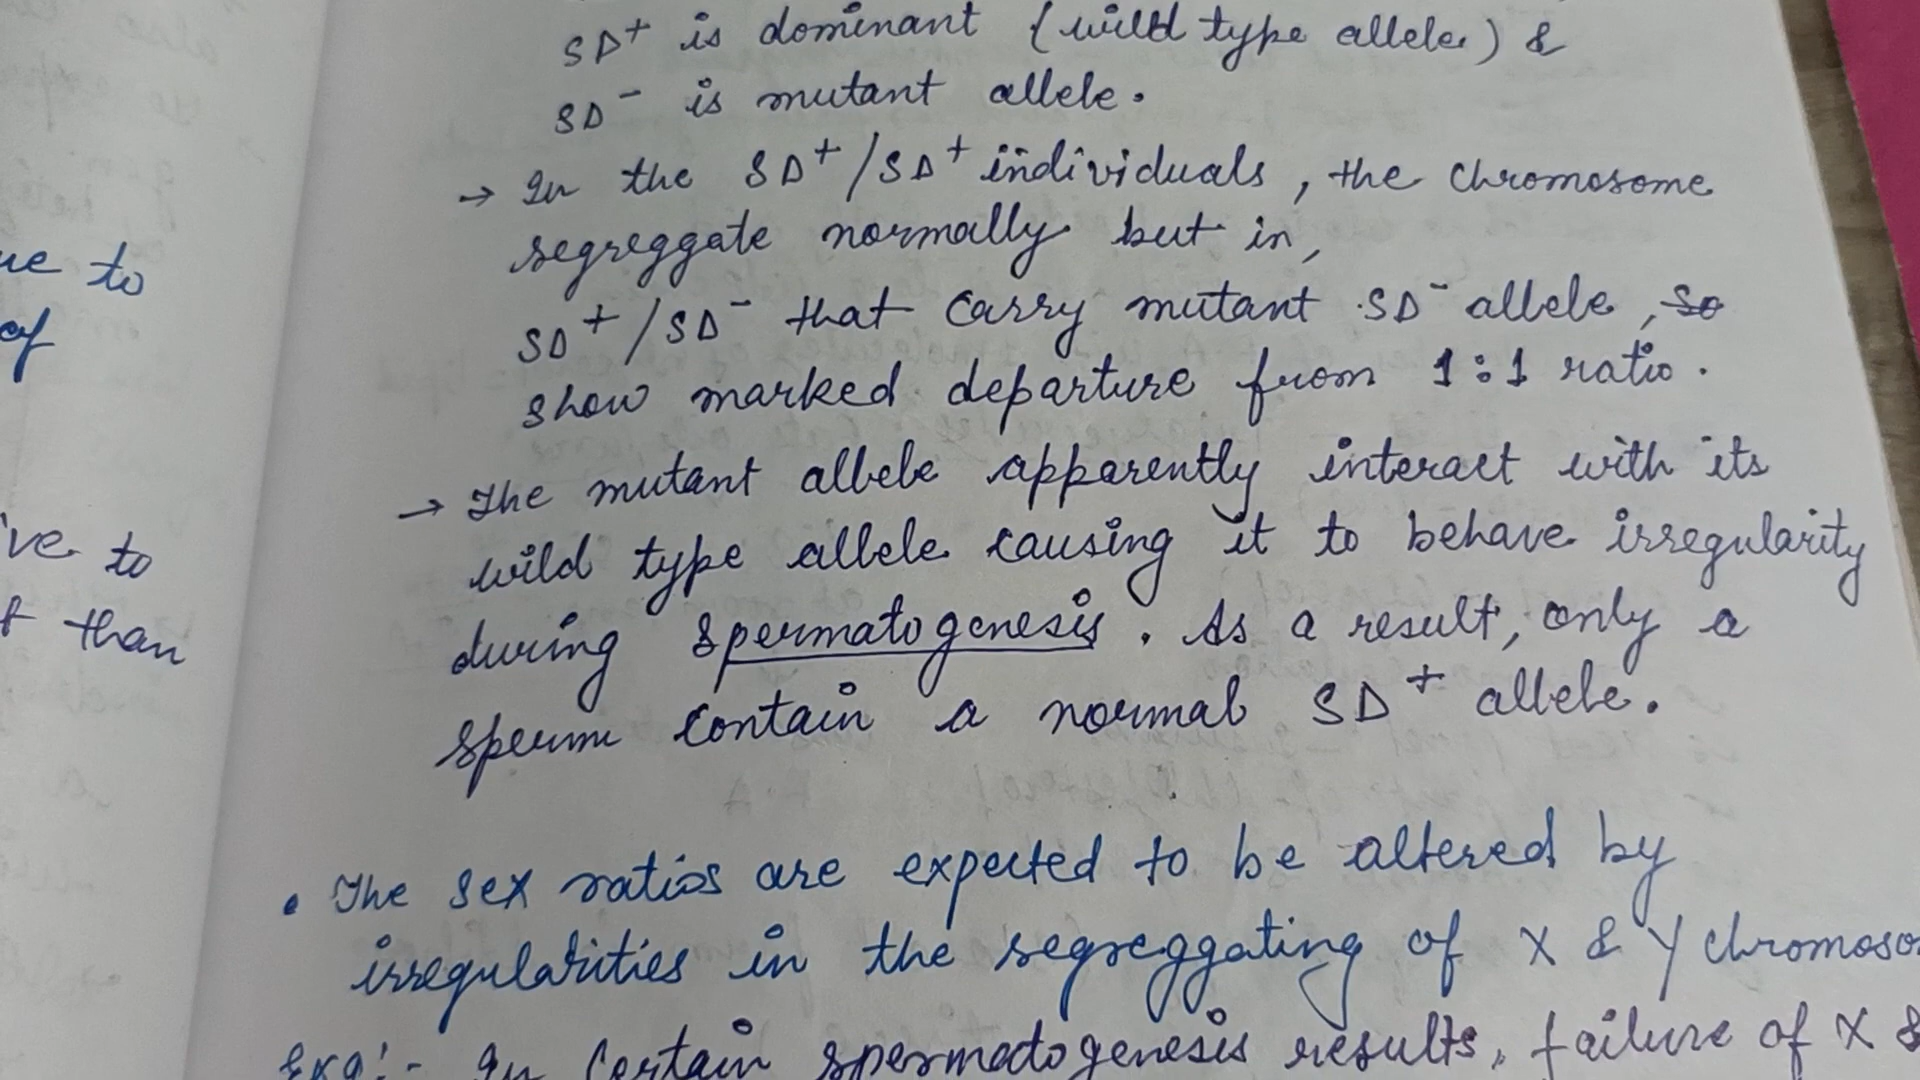 ue to
of
've to
t than
SD+ is dominant (wild type allele) &
SD- is mutant allele.
→ In the SD+/SD+ individuals, the chromosome
segreggate normally but in,
SD+/SD- that carry mutant SD- allele, so
show marked departure from 1:1 ratio.
→ The mutant allele apparently interact with its
wild type allele causing it to behave irregularity
during spermatogenesis. As a result, only a
sperm contain a normal SD+ allele.
• The sex ratios are expected to be altered by
irregularities in the segreggating of X & Y chromoso
Exa:- In certain spermatogenesis results, failure of X &